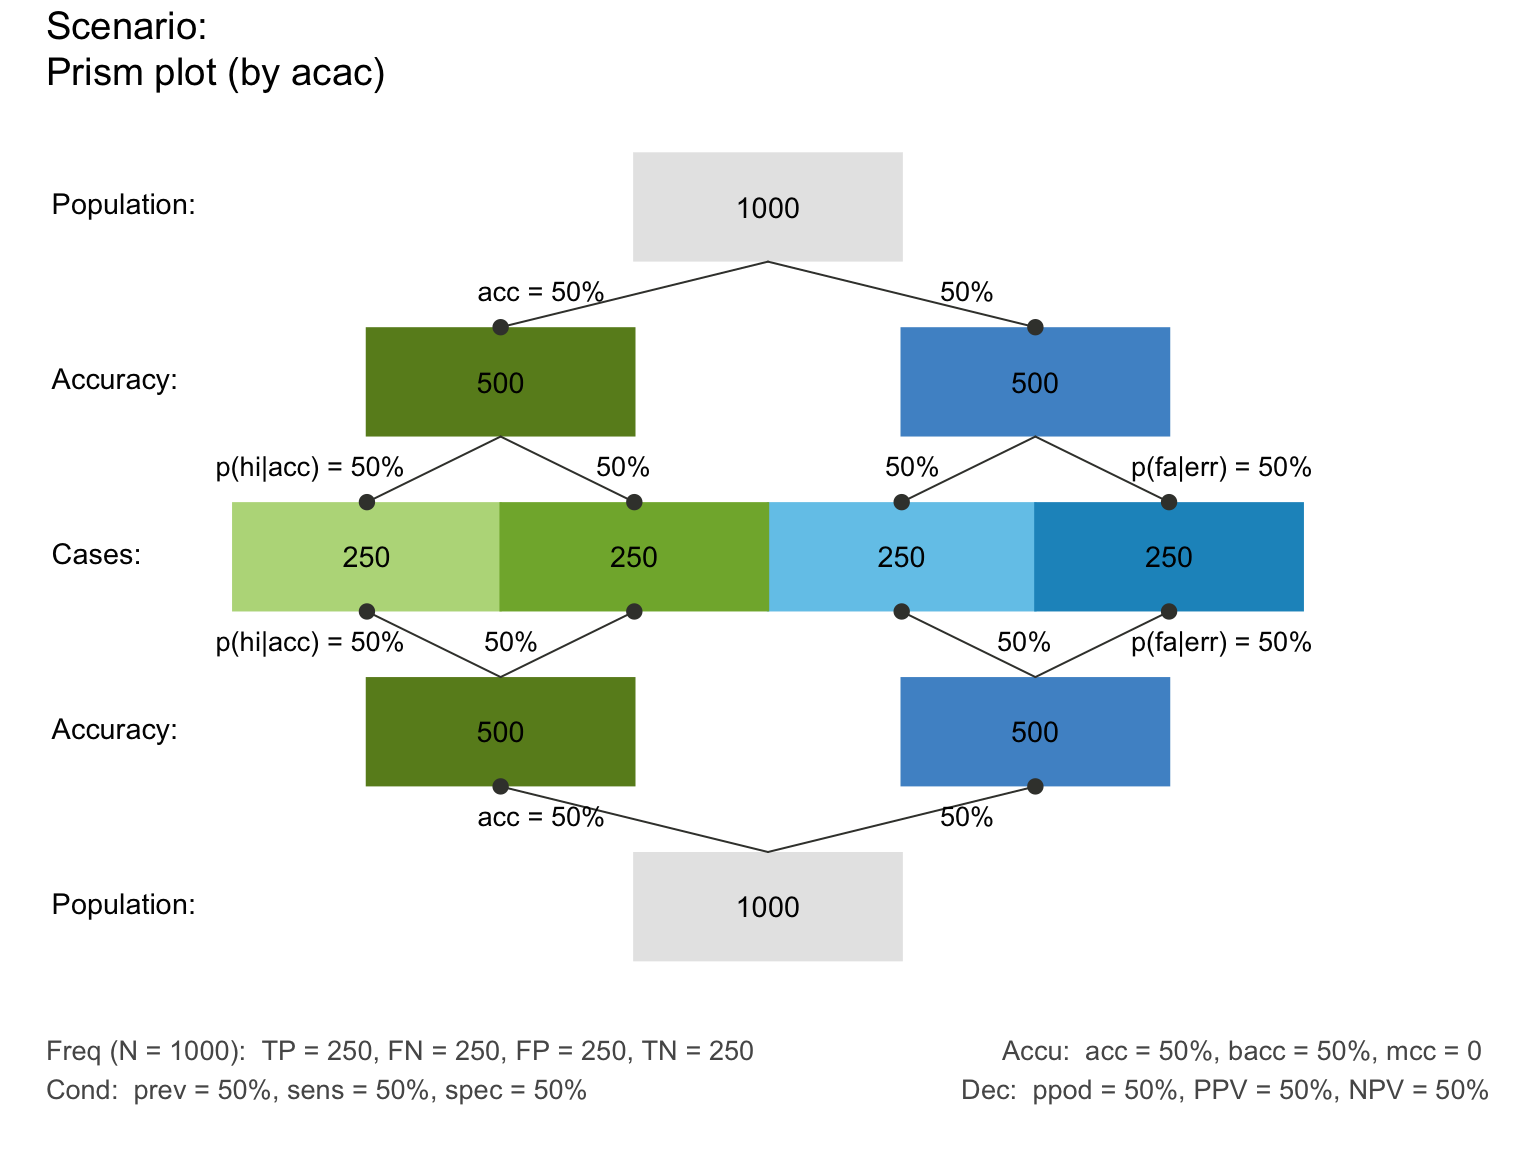 Scenario:
Prism plot (by acac)
Population:
1000
acc = 50%
50%
Accuracy:
500
500
p(hi|acc) = 50%
50%
50%
p(fa|err) = 50%
Cases:
250
250
250
250
p(hi|acc) = 50%
50%
50%
p(fa|err) = 50%
Accuracy:
500
500
acc = 50%
50%
Population:
1000
Freq (N = 1000):  TP = 250, FN = 250, FP = 250, TN = 250
Accu:  acc = 50%, bacc = 50%, mcc = 0
Cond:  prev = 50%, sens = 50%, spec = 50%
Dec:  ppod = 50%, PPV = 50%, NPV = 50%